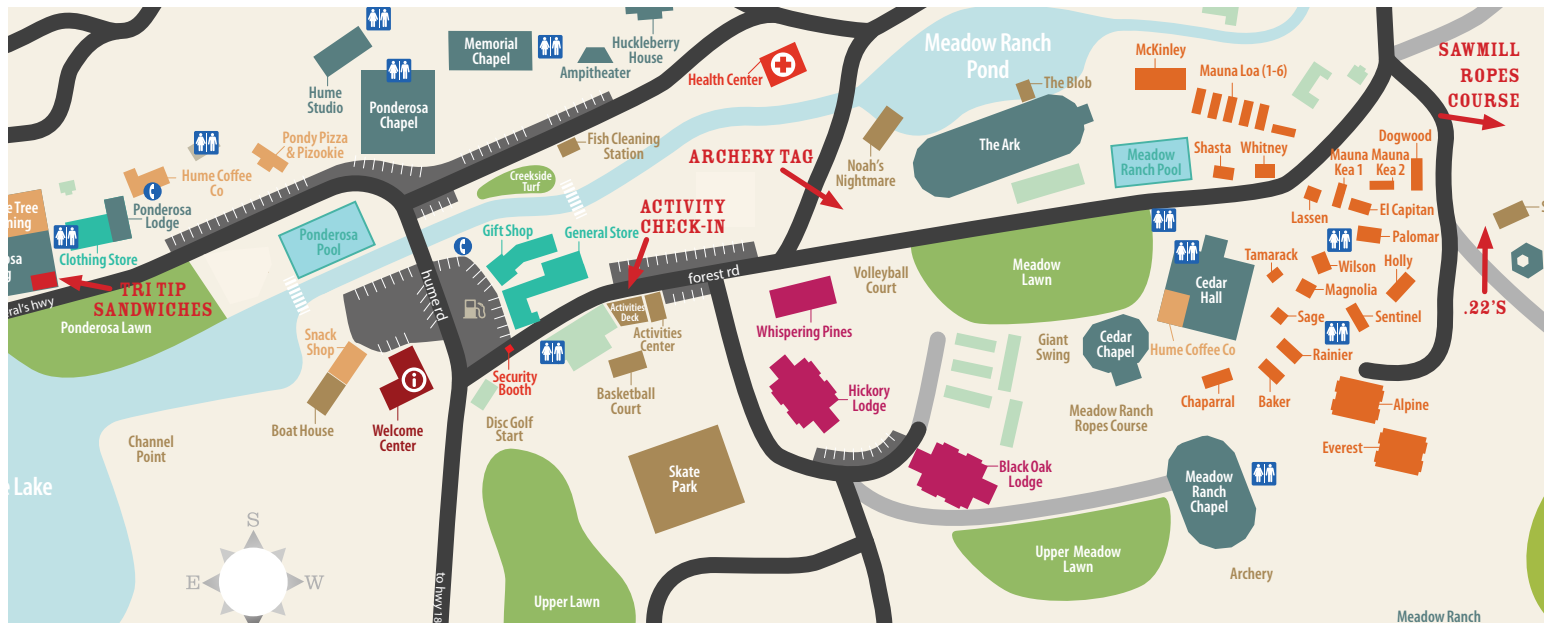 Hume
Studio
Ponderosa
Chapel
Memorial
Chapel
Ampitheater
Huckleberry
House
Health Center
Meadow Ranch
Pond
The Blob
McKinley
Mauna Loa (1-6)
SAWMILL
ROPES
COURSE
Pondy Pizza
& Pizookie
Hume Coffee
Co
Ponderosa
Lodge
Clothing Store
Fish Cleaning
Station
Creekside
Turf
ARCHERY TAG
Noah's
Nightmare
The Ark
Meadow
Ranch Pool
Shasta
Whitney
Dogwood
Mauna
Kea 1
Mauna
Kea 2
Lassen
El Capitan
Palomar
Ponderosa
Pool
Gift Shop
General Store
ACTIVITY
CHECK-IN
TRI TIP
SANDWICHES
Ponderosa Lawn
hume rd
forest rd
Volleyball
Court
Meadow
Lawn
Cedar
Hall
Tamarack
Wilson
Holly
Magnolia
Sage
Sentinel
.22'S
Snack
Shop
Activities
Deck
Activities
Center
Whispering Pines
Giant
Swing
Cedar
Chapel
Hume Coffee Co
Rainier
Security
Booth
Basketball
Court
Hickory
Lodge
Chaparral
Baker
Alpine
Boat House
Welcome
Center
Disc Golf
Start
Meadow Ranch
Ropes Course
Everest
Channel
Point
Lake
Skate
Park
Black Oak
Lodge
Meadow
Ranch
Chapel
S
E
W
to hwy 18
Upper Lawn
Upper Meadow
Lawn
Archery
Meadow Ranch